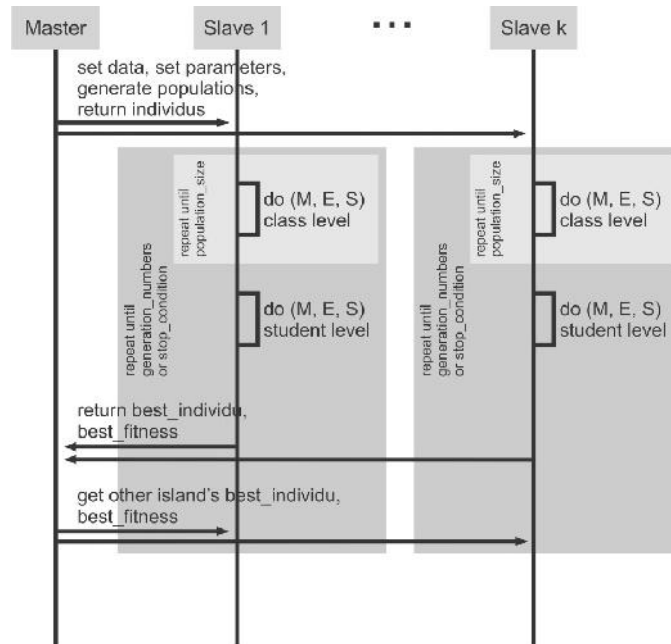 Master
Slave 1
...
Slave k
set data, set parameters,
generate populations,
return individus
repeat until
population_size
do (M, E, S)
class level
repeat until
generation_numbers
or stop_condition
do (M, E, S)
student level
repeat until
population_size
do (M, E, S)
class level
repeat until
generation_numbers
or stop_condition
do (M, E, S)
student level
return best_individu,
best_fitness
get other island's best_individu,
best_fitness